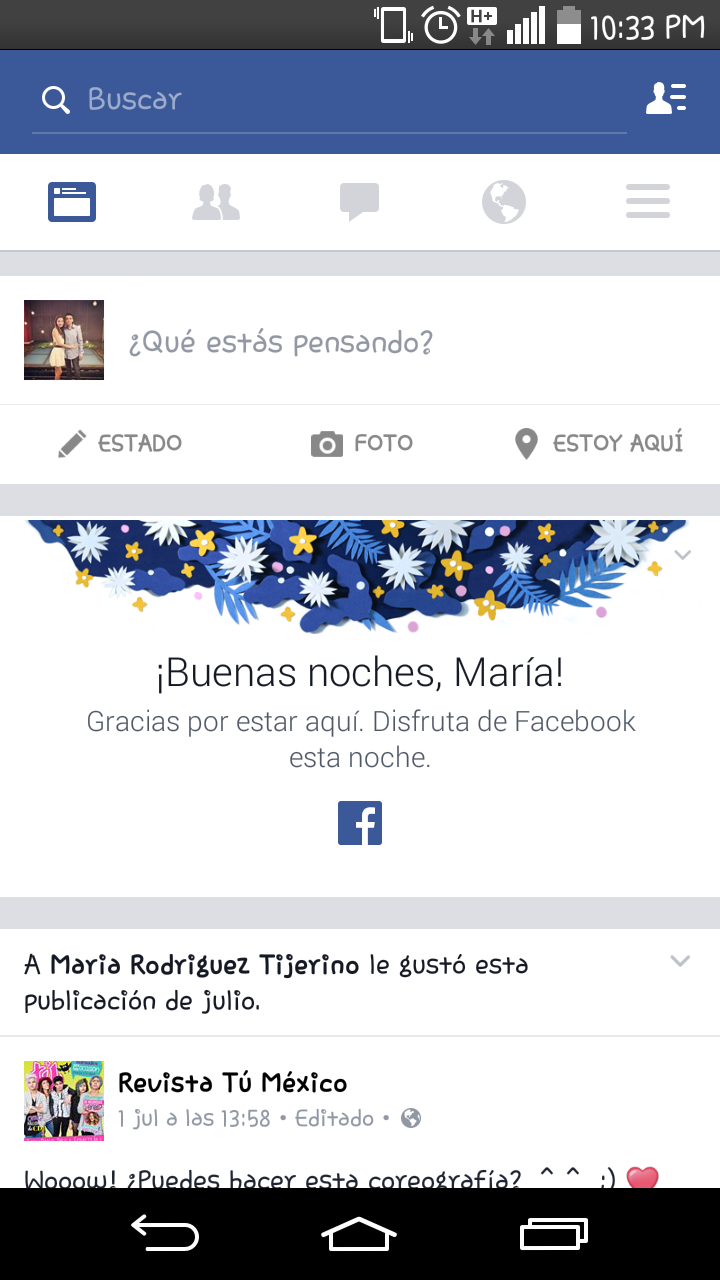 H+ 10:33 PM
Buscar
¿Qué estás pensando?
ESTADO FOTO ESTOY AQUÍ
¡Buenas noches, María!
Gracias por estar aquí. Disfruta de Facebook
esta noche.
f
A Maria Rodriguez Tijerino le gustó esta
publicación de julio.
Revista Tú México
1 jul a las 13:58 • Editado •
Wooow! ¿Puedes hacer esta coreografía? ^ ^ ;) ❤